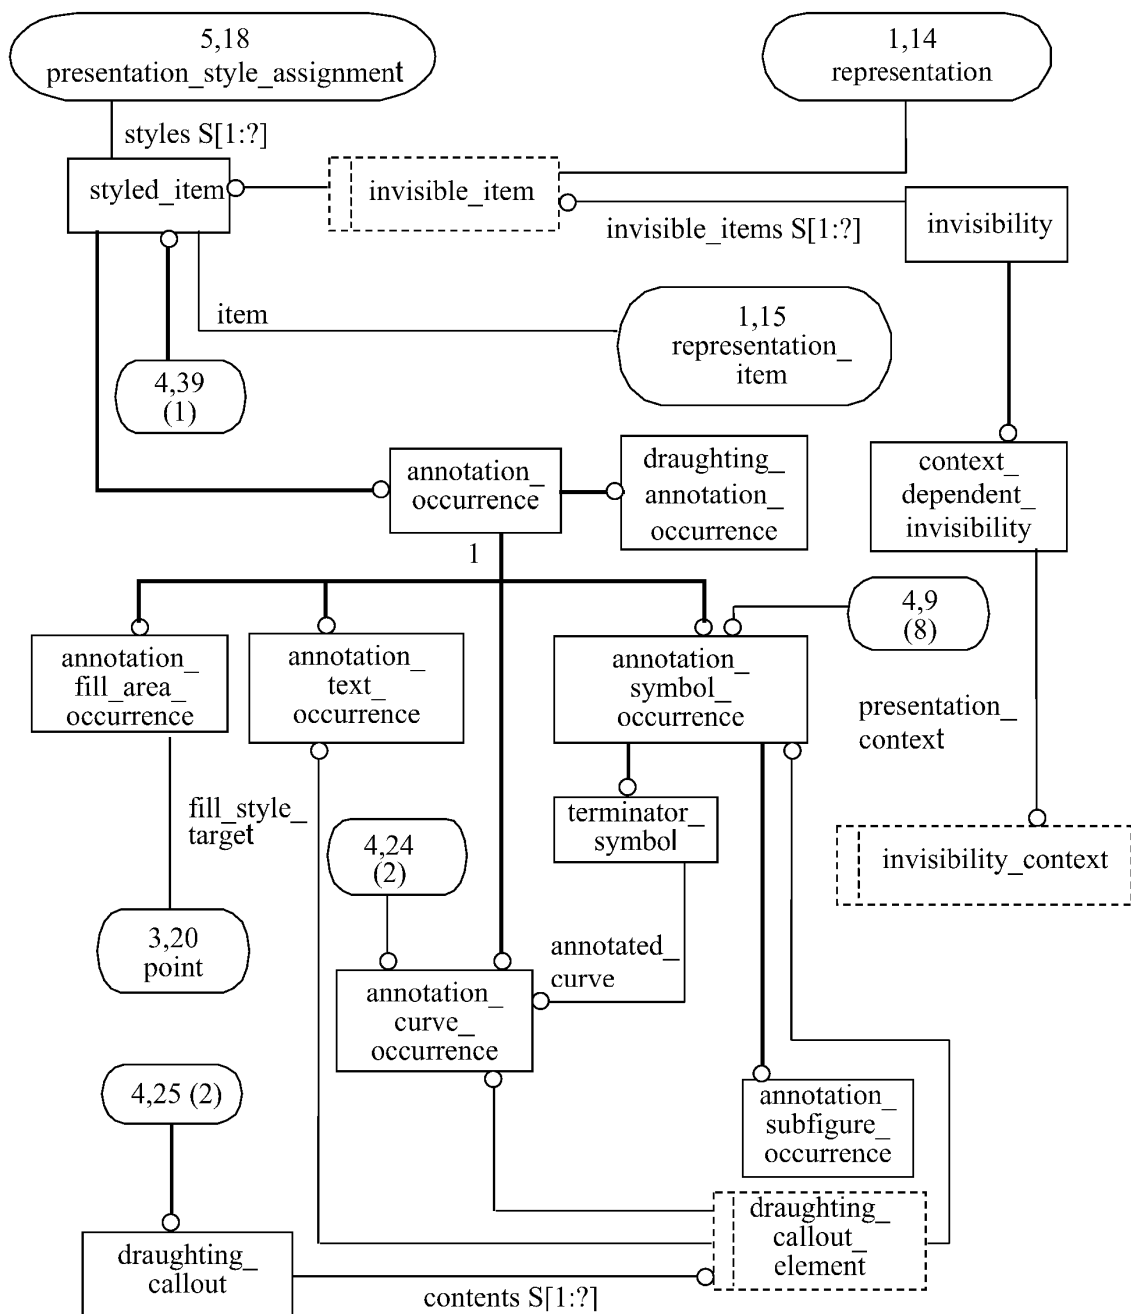 5,18
presentation_style_assignment
1,14
representation
styles S[1:?]
styled_item
invisible_item
invisible_items S[1:?]
invisibility
item
1,15
representation_
item
4,39
(1)
annotation_
occurrence
draughting_
annotation_
occurrence
context_
dependent_
invisibility
1
4,9
(8)
annotation_
fill_area_
occurrence
annotation_
text_
occurrence
annotation_
symbol_
occurrence
presentation_
context
fill_style_
target
terminator_
symbol
4,24
(2)
invisibility_context
3,20
point
annotated_
curve
annotation_
curve_
occurrence
4,25 (2)
annotation_
subfigure_
occurrence
draughting_
callout_
element
draughting_
callout
contents S[1:?]